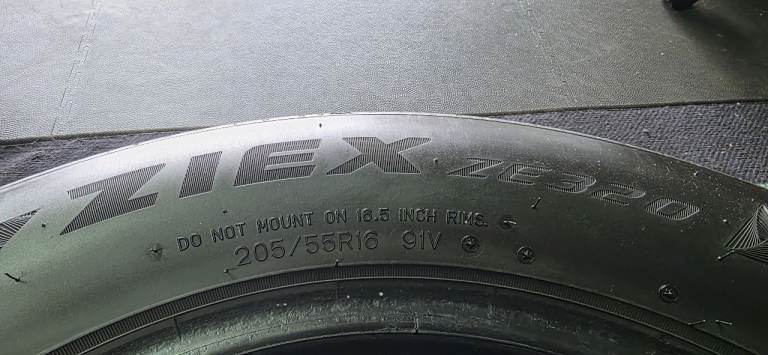 ZIEX ZE320
DO NOT MOUNT ON 16.5 INCH RIMS.
205/55R16 91V